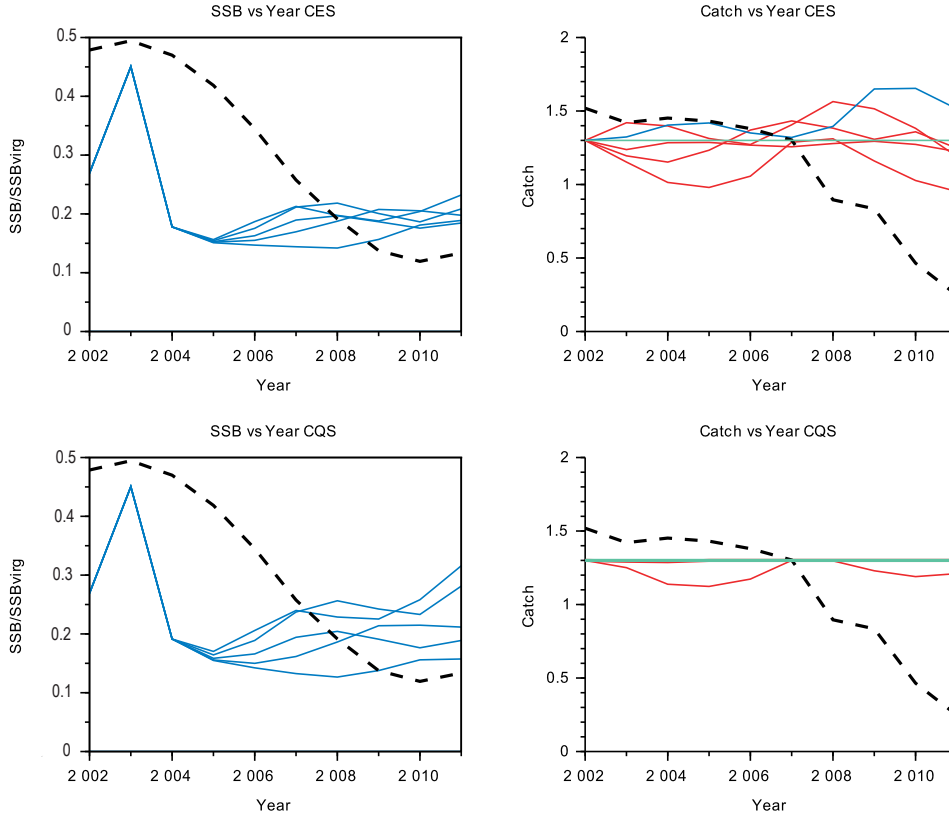 SSB vs Year CES
SSB/SSBvirg
0.5
0.4
0.3
0.2
0.1
0
2 002 2 004 2 006 2 008 2 010
Year
Catch vs Year CES
Catch
2
1.5
1
0.5
0
2 002 2 004 2 006 2 008 2 010
Year
SSB vs Year CQS
SSB/SSBvirg
0.5
0.4
0.3
0.2
0.1
0
2 002 2 004 2 006 2 008 2 010
Year
Catch vs Year CQS
Catch
2
1.5
1
0.5
0
2 002 2 004 2 006 2 008 2 010
Year